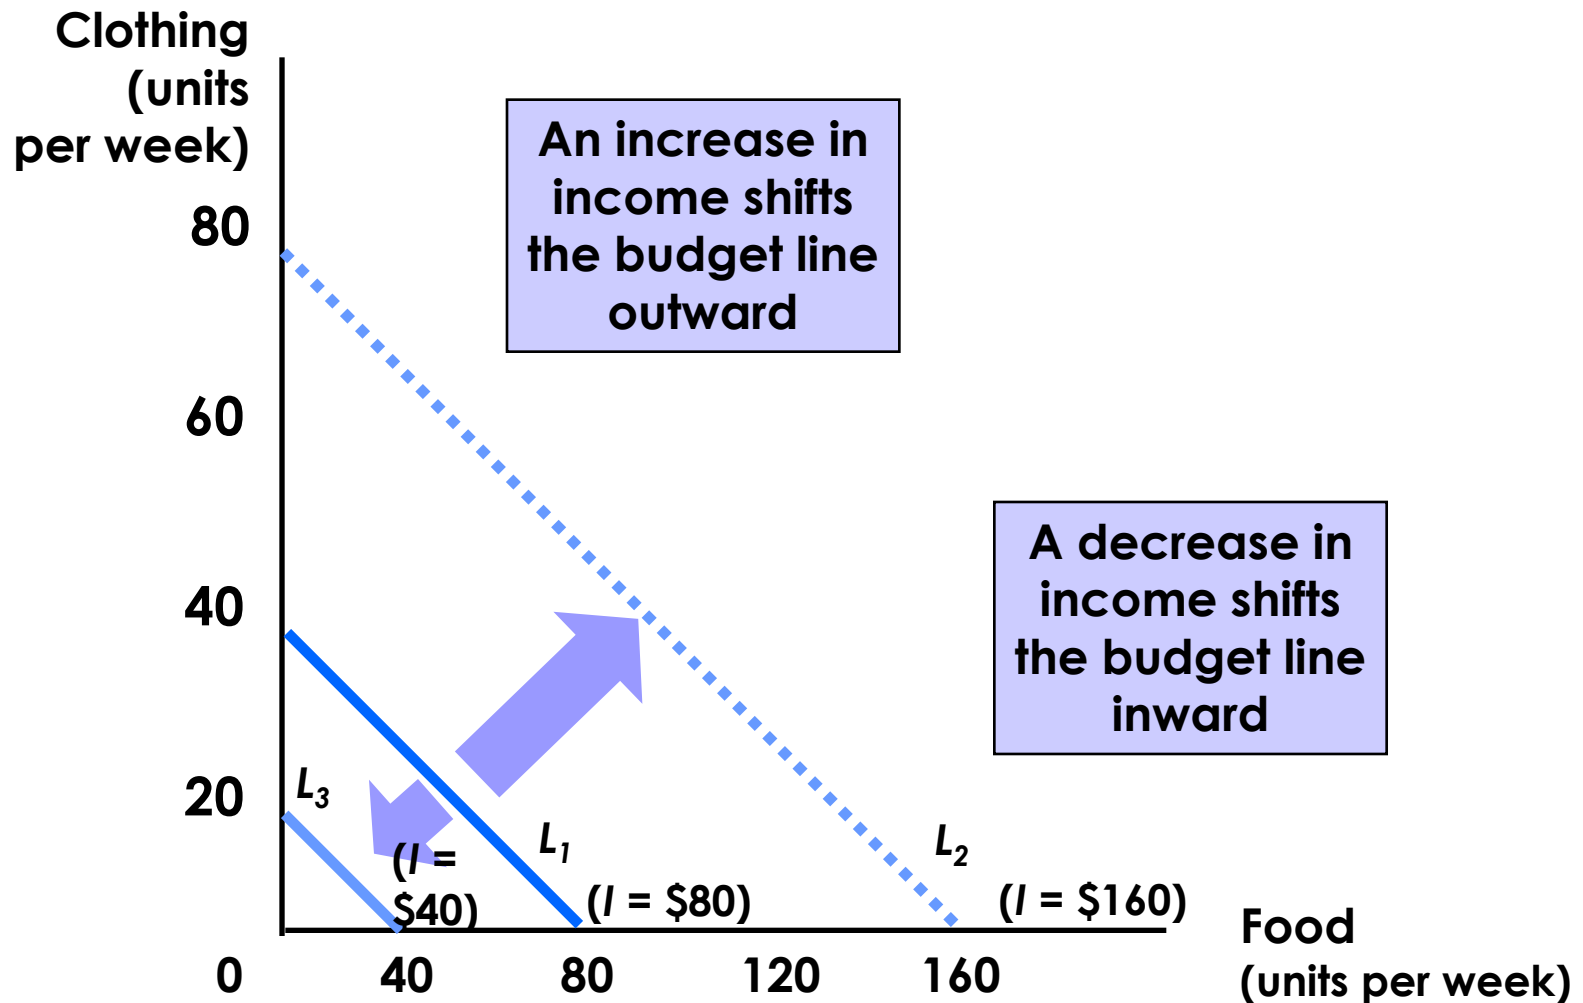 Clothing
(units
per week)
An increase in
income shifts
the budget line
outward
80
60
40
20
A decrease in
income shifts
the budget line
inward
L3
(I =
$40)
L1
(I = $80)
L2
(I = $160)
Food
(units per week)
0
40
80
120
160